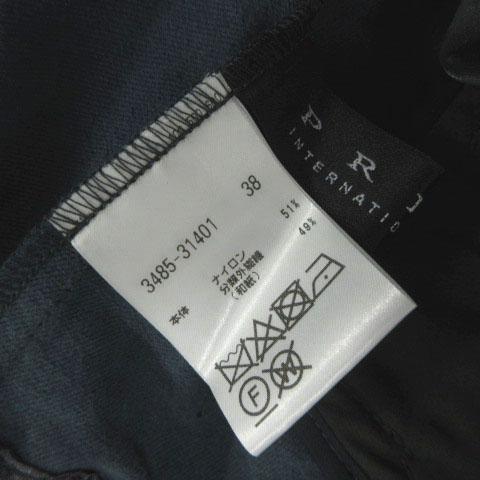 P R
INTERNATIO
38
3485-31401
本体
ナイロン 51%
分類外繊維 49%
(和紙)
F
W